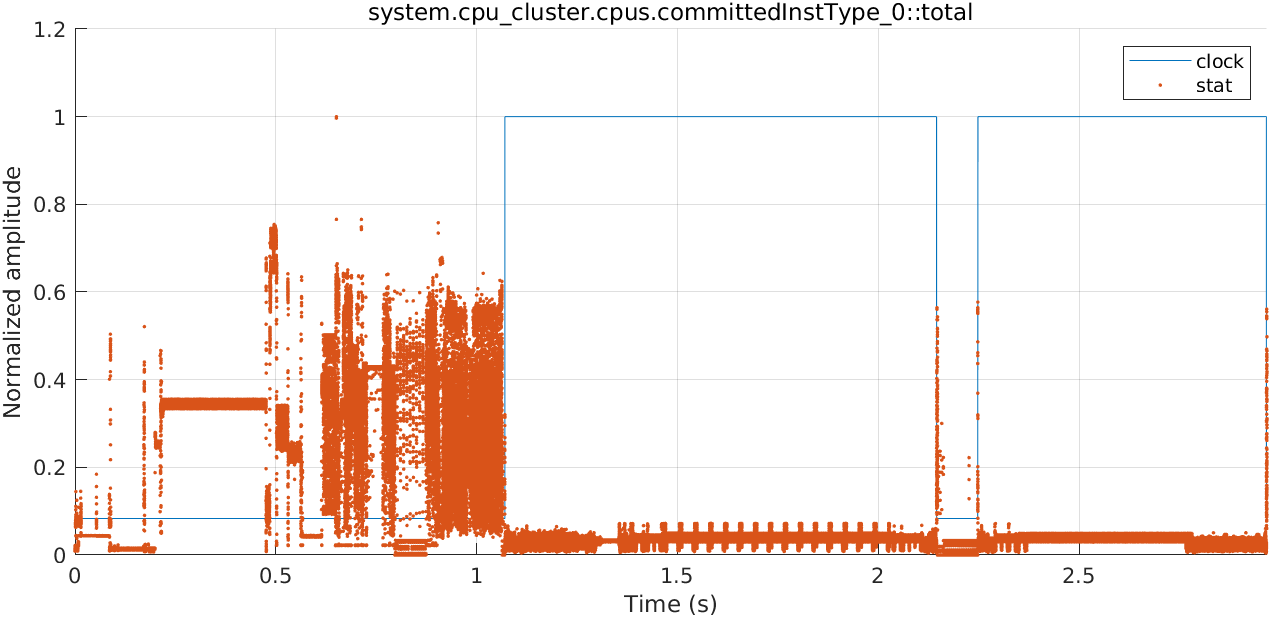 system.cpu_cluster.cpus.committedInstType_0::total
1.2
1
0.8
0.6
0.4
0.2
0
Normalized amplitude
clock
stat
0 0.5 1 1.5 2 2.5
Time (s)